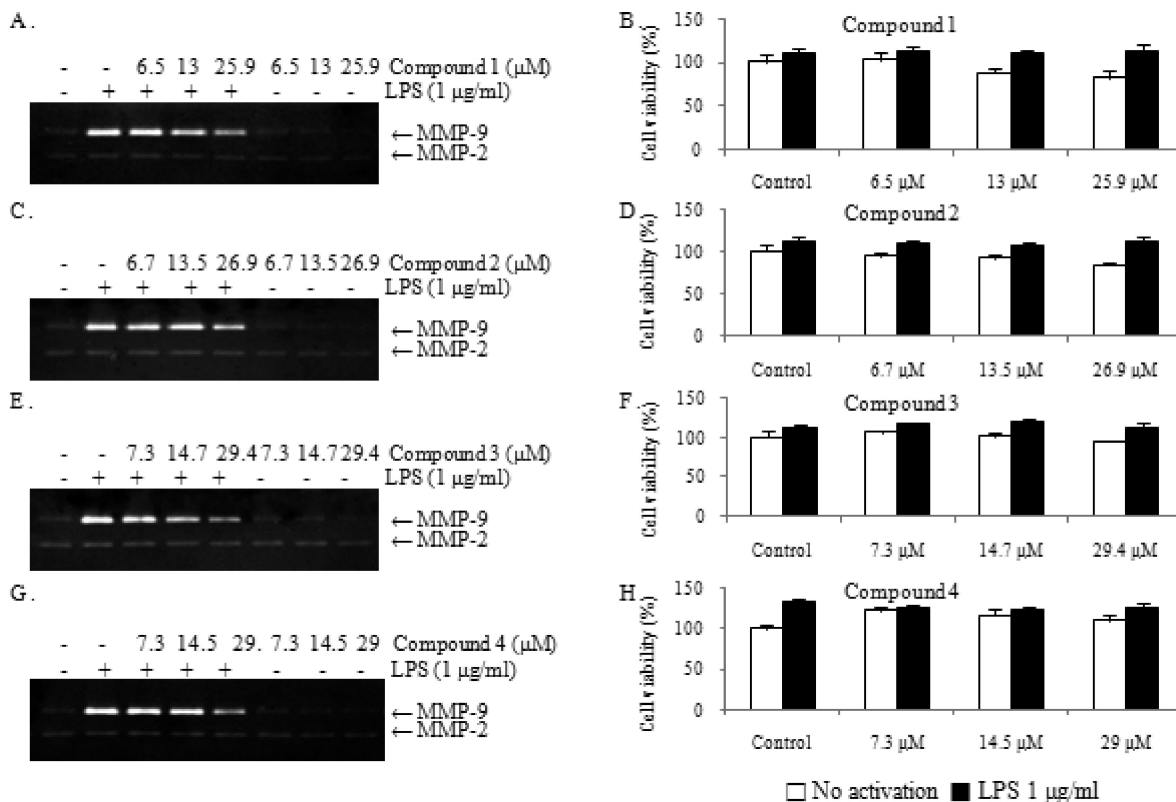 A.
- - 6.5 13 25.9 6.5 13 25.9 Compound 1 (μM)
- + + + + - - - LPS (1 μg/ml)
← MMP-9
← MMP-2
B.
Compound 1
Cell viability (%)
150
100
50
0
Control 6.5 μM 13 μM 25.9 μM
C.
- - 6.7 13.5 26.9 6.7 13.5 26.9 Compound 2 (μM)
- + + + + - - - LPS (1 μg/ml)
← MMP-9
← MMP-2
D.
Compound 2
Cell viability (%)
150
100
50
0
Control 6.7 μM 13.5 μM 26.9 μM
E.
- - 7.3 14.7 29.4 7.3 14.7 29.4 Compound 3 (μM)
- + + + + - - - LPS (1 μg/ml)
← MMP-9
← MMP-2
F.
Compound 3
Cell viability (%)
150
100
50
0
Control 7.3 μM 14.7 μM 29.4 μM
G.
- - 7.3 14.5 29. 7.3 14.5 29 Compound 4 (μM)
- + + + + - - - LPS (1 μg/ml)
← MMP-9
← MMP-2
H.
Compound 4
Cell viability (%)
150
100
50
0
Control 7.3 μM 14.5 μM 29 μM
No activation LPS 1 μg/ml